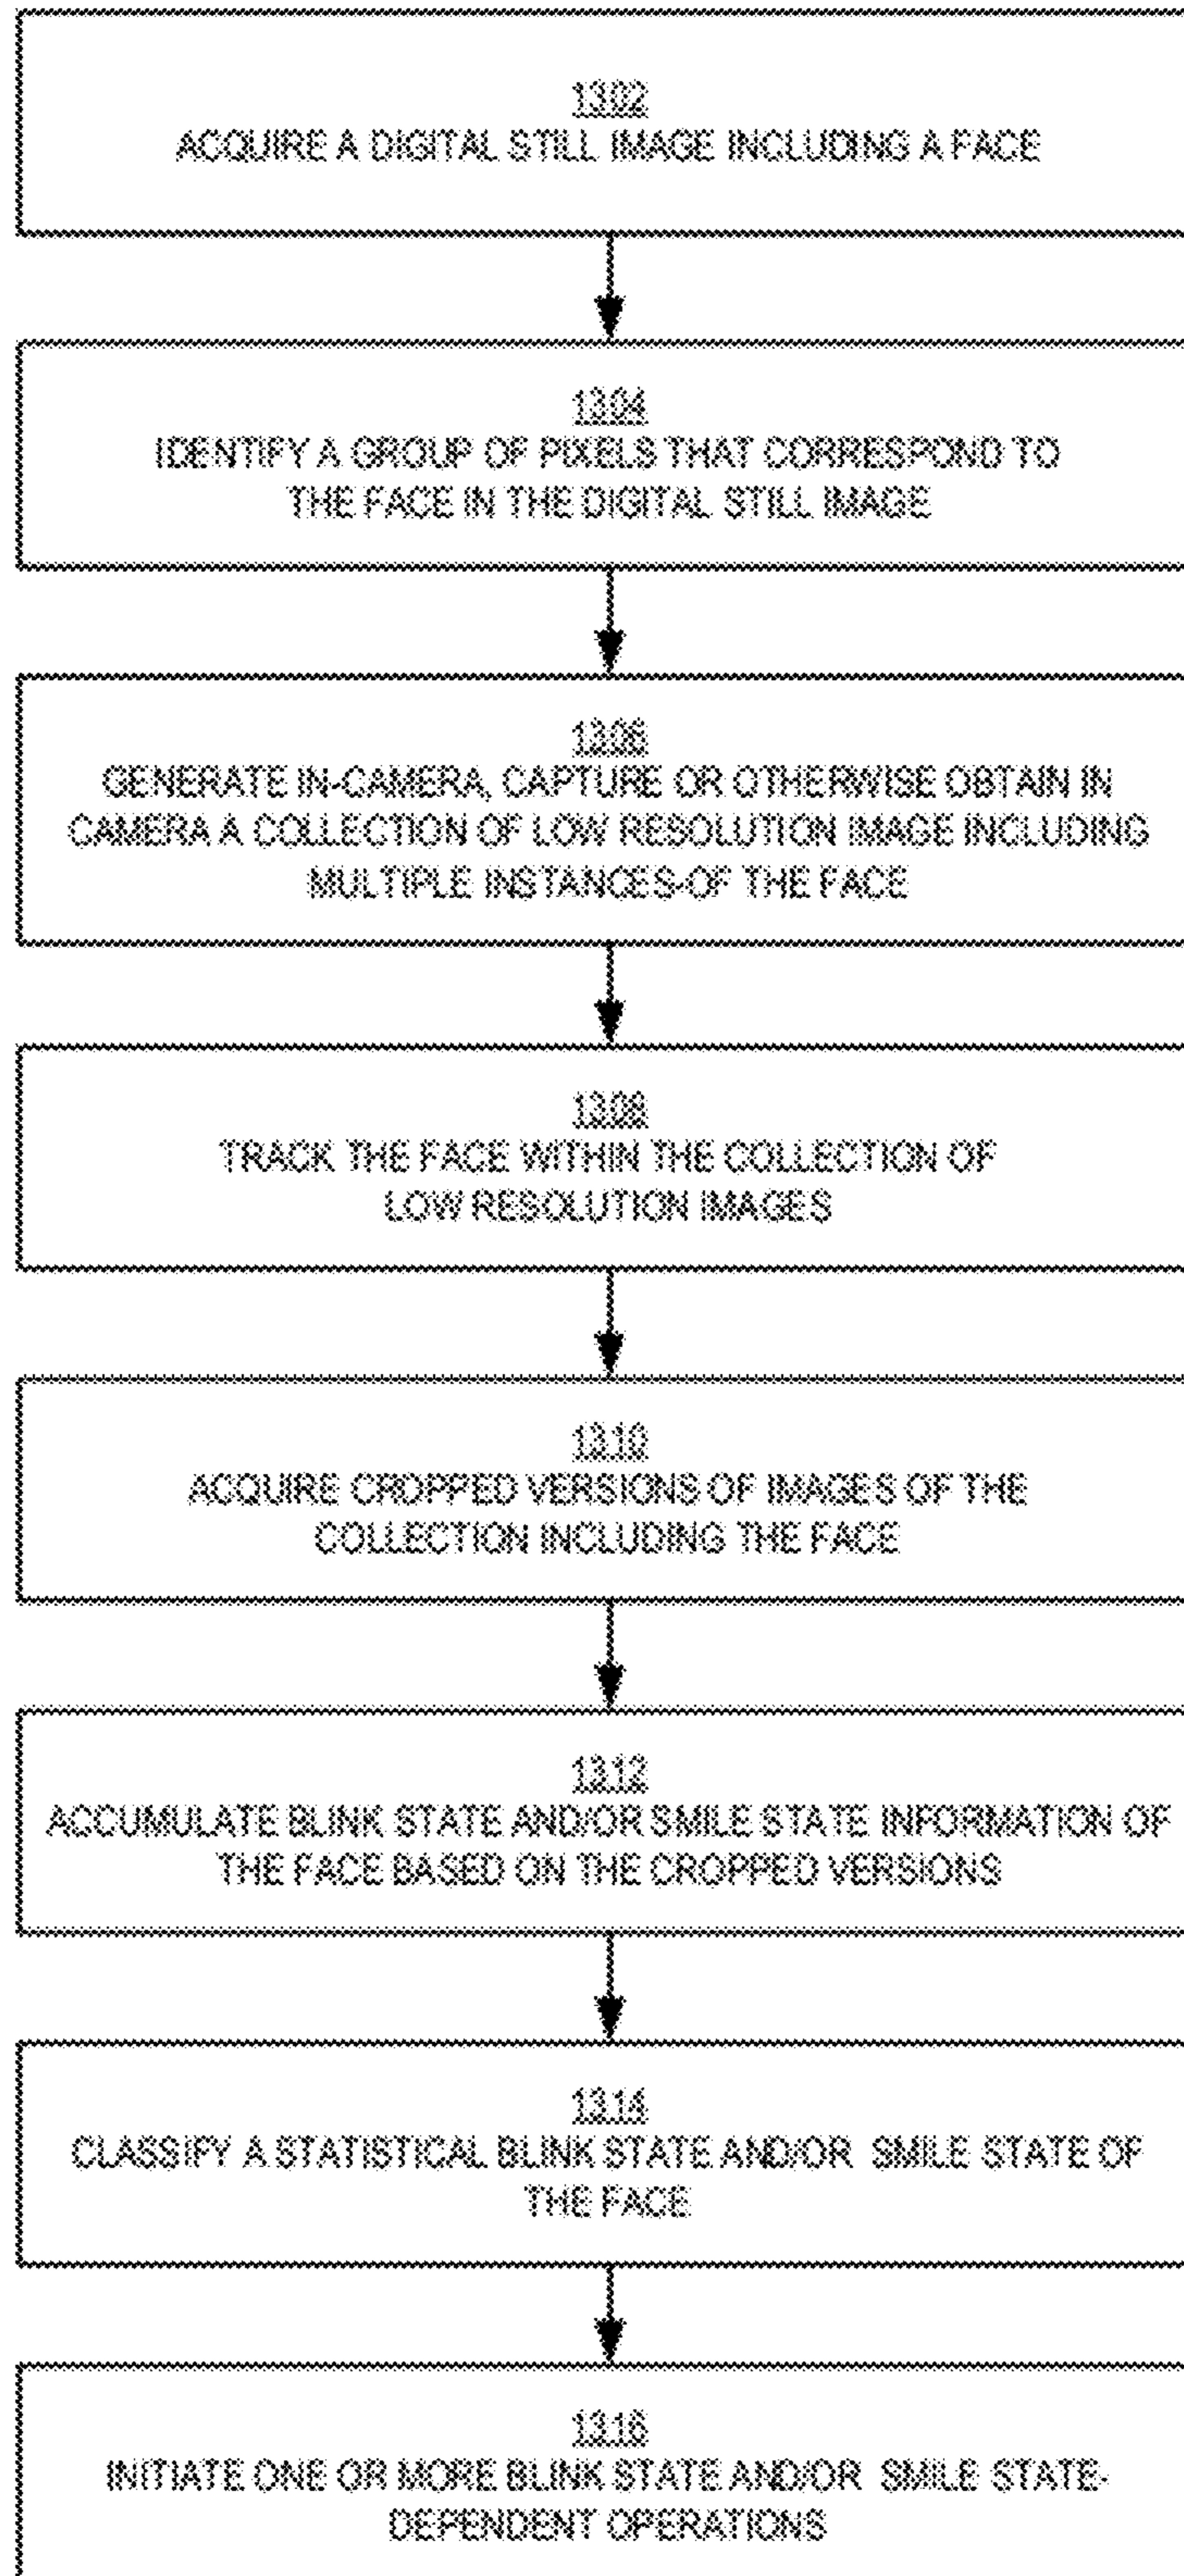 1302
ACQUIRE A DIGITAL STILL IMAGE INCLUDING A FACE
1304
IDENTIFY A GROUP OF PIXELS THAT CORRESPOND TO
THE FACE IN THE DIGITAL STILL IMAGE
1306
GENERATE IN-CAMERA, CAPTURE OR OTHERWISE OBTAIN IN
CAMERA A COLLECTION OF LOW RESOLUTION IMAGE INCLUDING
MULTIPLE INSTANCES-OF THE FACE
1308
TRACK THE FACE WITHIN THE COLLECTION OF
LOW RESOLUTION IMAGES
1310
ACQUIRE CROPPED VERSIONS OF IMAGES OF THE
COLLECTION INCLUDING THE FACE
1312
ACCUMULATE BLINK STATE AND/OR SMILE STATE INFORMATION OF
THE FACE BASED ON THE CROPPED VERSIONS
1314
CLASSIFY A STATISTICAL BLINK STATE AND/OR SMILE STATE OF
THE FACE
1316
INITIATE ONE OR MORE BLINK STATE AND/OR SMILE STATE-
DEPENDENT OPERATIONS